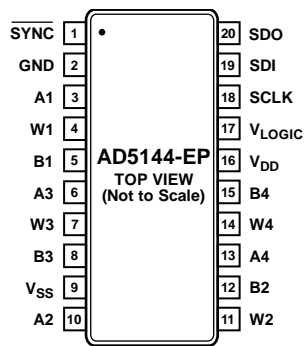 SYNC 1
GND 2
A1 3
W1 4
B1 5
A3 6
W3 7
B3 8
VSS 9
A2 10
AD5144-EP
TOP VIEW
(Not to Scale)
20 SDO
19 SDI
18 SCLK
17 VLOGIC
16 VDD
15 B4
14 W4
13 A4
12 B2
11 W2